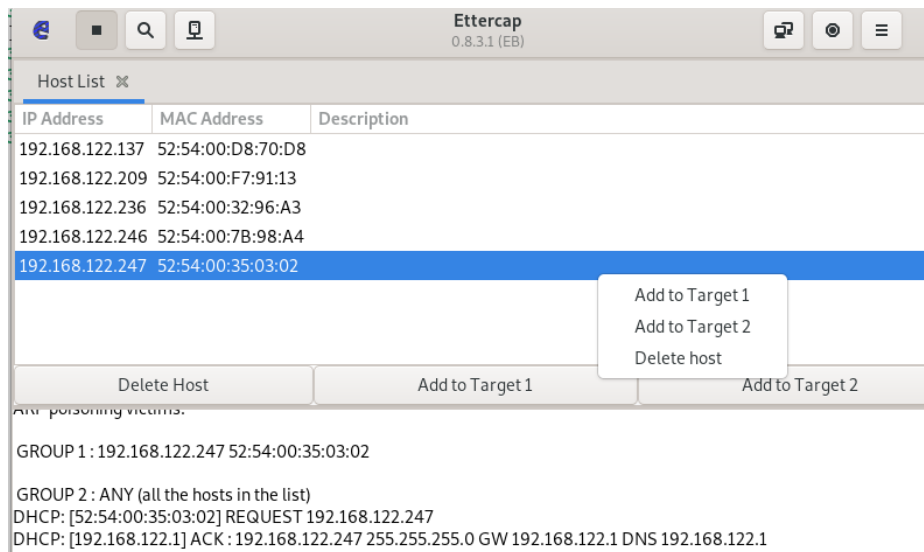 Ettercap
0.8.3.1 (EB)
Host List
IP Address MAC Address Description
192.168.122.137 52:54:00:D8:70:D8
192.168.122.209 52:54:00:F7:91:13
192.168.122.236 52:54:00:32:96:A3
192.168.122.246 52:54:00:7B:98:A4
192.168.122.247 52:54:00:35:03:02
Add to Target 1
Add to Target 2
Delete host
Delete Host Add to Target 1 Add to Target 2
ARP poisoning victims:
GROUP 1 : 192.168.122.247 52:54:00:35:03:02
GROUP 2 : ANY (all the hosts in the list)
DHCP: [52:54:00:35:03:02] REQUEST 192.168.122.247
DHCP: [192.168.122.1] ACK : 192.168.122.247 255.255.255.0 GW 192.168.122.1 DNS 192.168.122.1